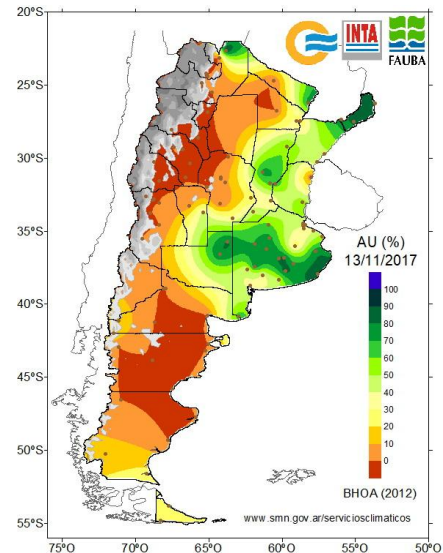 20°S
INTA
FAUBA
25°S
30°S
35°S
AU (%)
13/11/2017
40°S
100
90
80
70
60
50
40
30
20
10
0
45°S
50°S
BHOA (2012)
www.smn.gov.ar/serviciosclimaticos
55°S
75°O
70°O
65°O
60°O
55°O
50°O